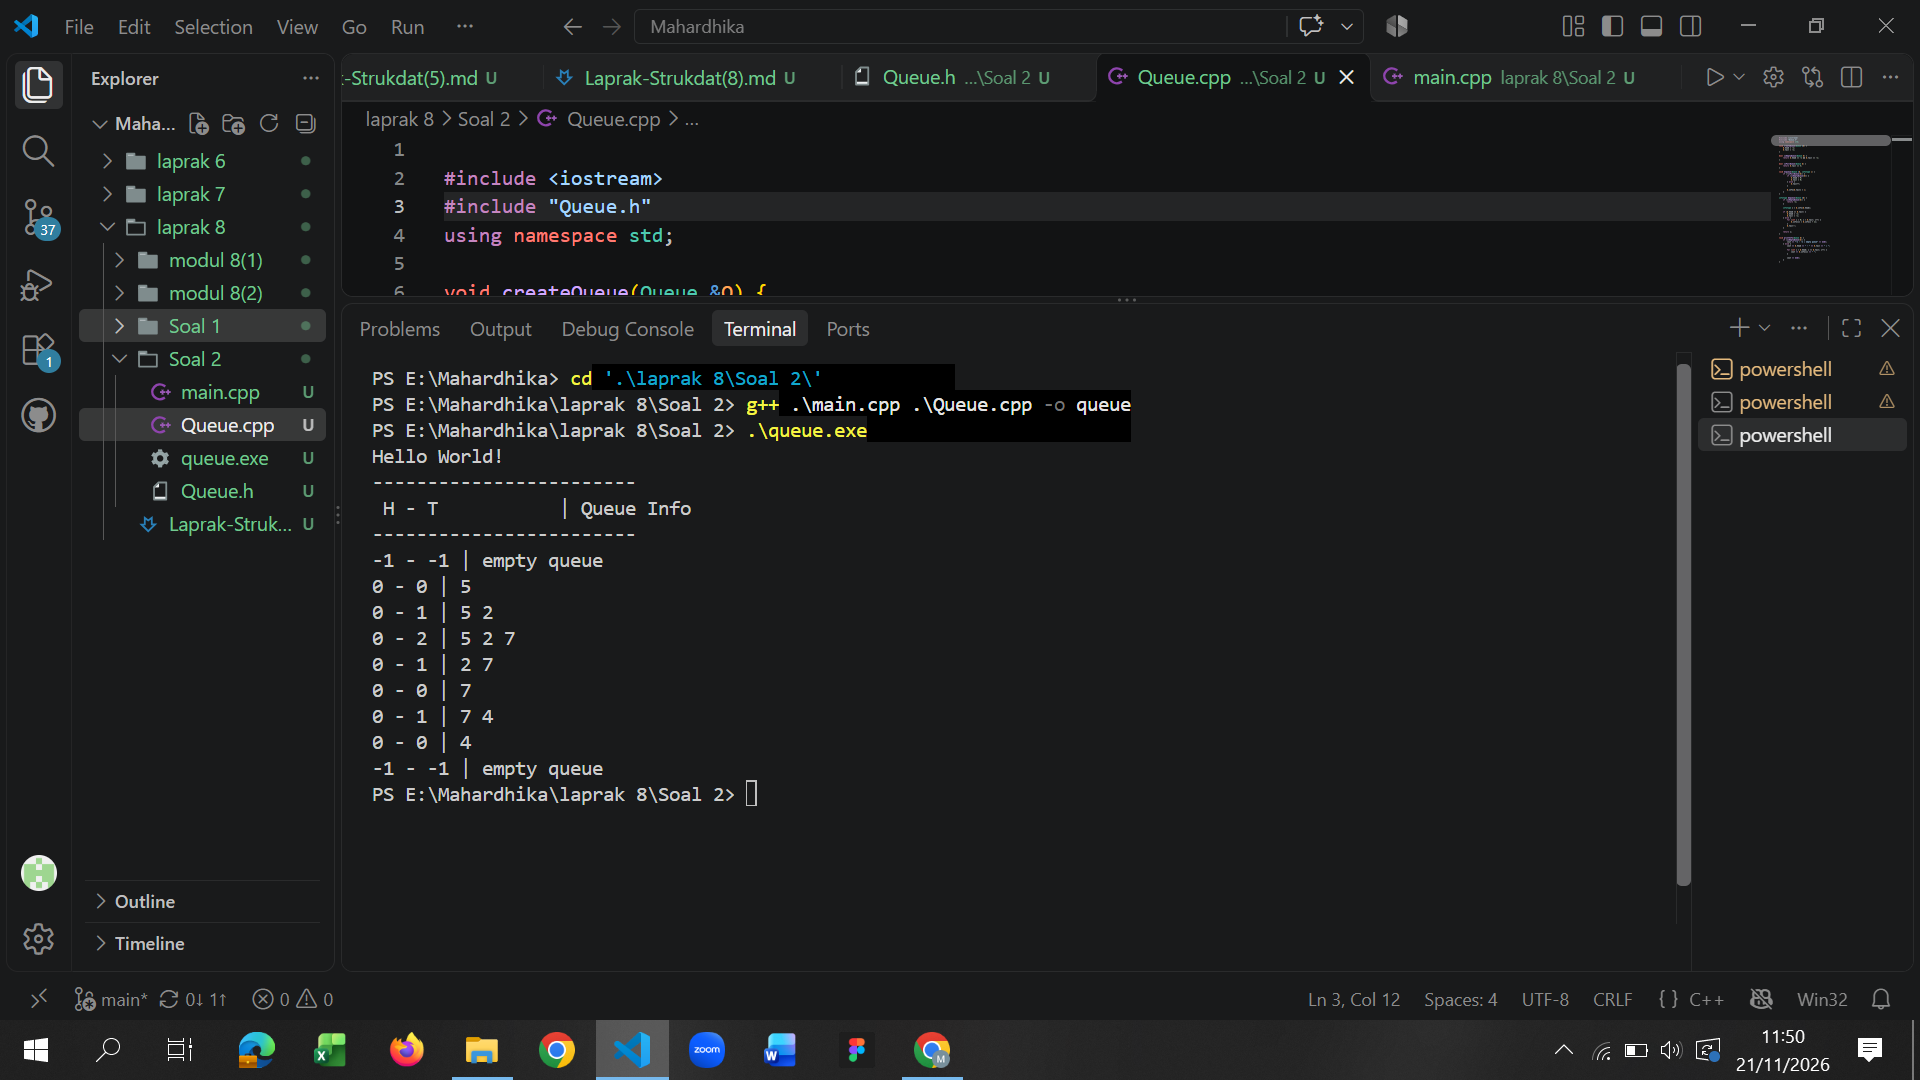 File Edit Selection View Go Run ...
Mahardhika
Explorer ...
Maha...
laprak 6
laprak 7
laprak 8
modul 8(1)
modul 8(2)
Soal 1
Soal 2
main.cpp U
Queue.cpp U
queue.exe U
Queue.h U
Laprak-Struk... U
Outline
Timeline
37
1
-Strukdat(5).md U
Laprak-Strukdat(8).md U
Queue.h ...\Soal 2 U
Queue.cpp ...\Soal 2 U
main.cpp laprak 8\Soal 2 U
laprak 8 > Soal 2 > Queue.cpp > ...
1
2 #include <iostream>
3 #include "Queue.h"
4 using namespace std;
5
6 void createQueue(Queue &Q) {
Problems Output Debug Console Terminal Ports
PS E:\Mahardhika> cd '.\laprak 8\Soal 2\'
PS E:\Mahardhika\laprak 8\Soal 2> g++ .\main.cpp .\Queue.cpp -o queue
PS E:\Mahardhika\laprak 8\Soal 2> .\queue.exe
Hello World!
------------------------
H - T | Queue Info
------------------------
-1 - -1 | empty queue
0 - 0 | 5
0 - 1 | 5 2
0 - 2 | 5 2 7
0 - 1 | 2 7
0 - 0 | 7
0 - 1 | 7 4
0 - 0 | 4
-1 - -1 | empty queue
PS E:\Mahardhika\laprak 8\Soal 2>
powershell
powershell
powershell
main* 0↓ 1↑ 0 0
Ln 3, Col 12 Spaces: 4 UTF-8 CRLF { } C++ Win32
zoom
11:50
21/11/2026